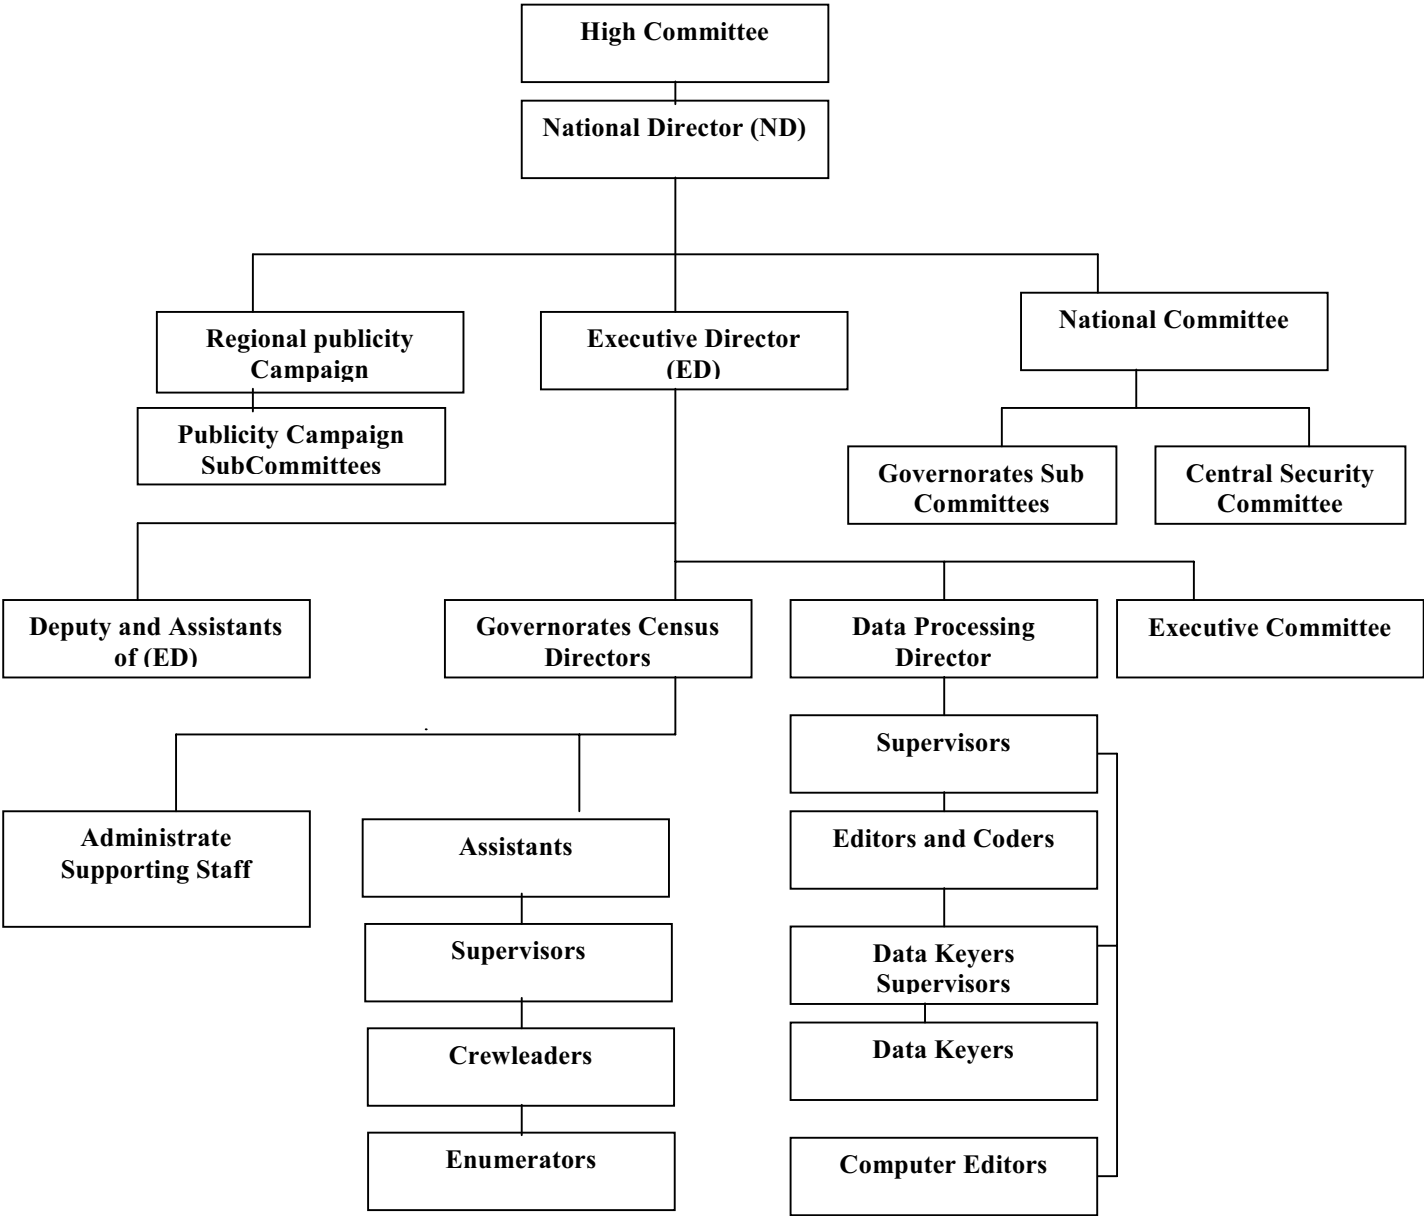 High Committee
National Director (ND)
Regional publicity
Campaign
Executive Director
(ED)
National Committee
Publicity Campaign
SubCommittees
Governorates Sub
Committees
Central Security
Committee
Deputy and Assistants
of (ED)
Governorates Census
Directors
Data Processing
Director
Executive Committee
Administrate
Supporting Staff
Assistants
Supervisors
Crewleaders
Enumerators
Supervisors
Editors and Coders
Data Keyers
Supervisors
Data Keyers
Computer Editors